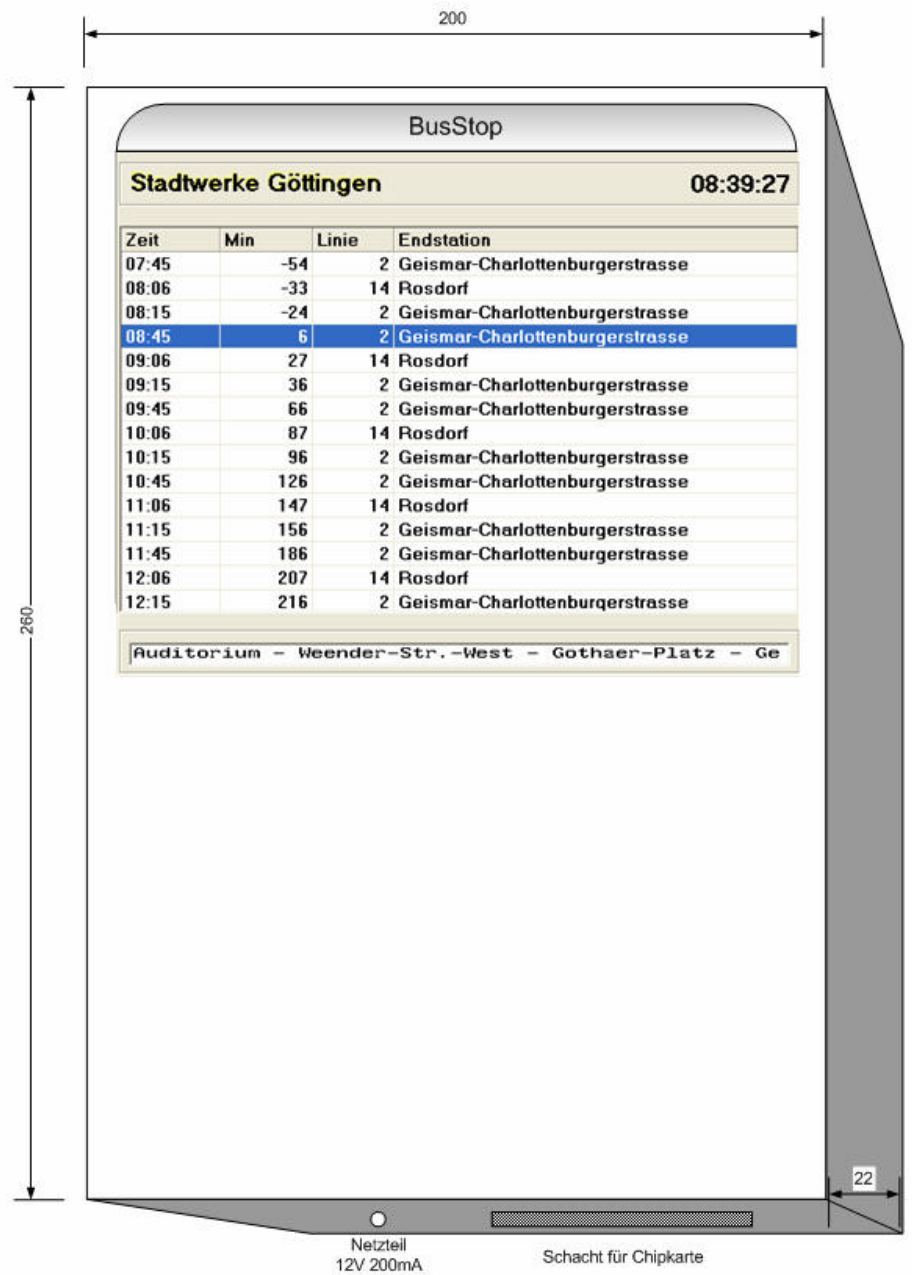 200
BusStop
Stadtwerke Göttingen 08:39:27
Zeit Min Linie Endstation
07:45 -54 2 Geismar-Charlottenburgerstrasse
08:06 -33 14 Rosdorf
08:15 -24 2 Geismar-Charlottenburgerstrasse
08:45 6 2 Geismar-Charlottenburgerstrasse
09:06 27 14 Rosdorf
09:15 36 2 Geismar-Charlottenburgerstrasse
09:45 66 2 Geismar-Charlottenburgerstrasse
10:06 87 14 Rosdorf
10:15 96 2 Geismar-Charlottenburgerstrasse
10:45 126 2 Geismar-Charlottenburgerstrasse
11:06 147 14 Rosdorf
11:15 156 2 Geismar-Charlottenburgerstrasse
11:45 186 2 Geismar-Charlottenburgerstrasse
12:06 207 14 Rosdorf
12:15 216 2 Geismar-Charlottenburgerstrasse
260
Auditorium - Weender-Str.-West - Gothaer-Platz - Ge
22
Netzteil
12V 200mA
Schacht für Chipkarte